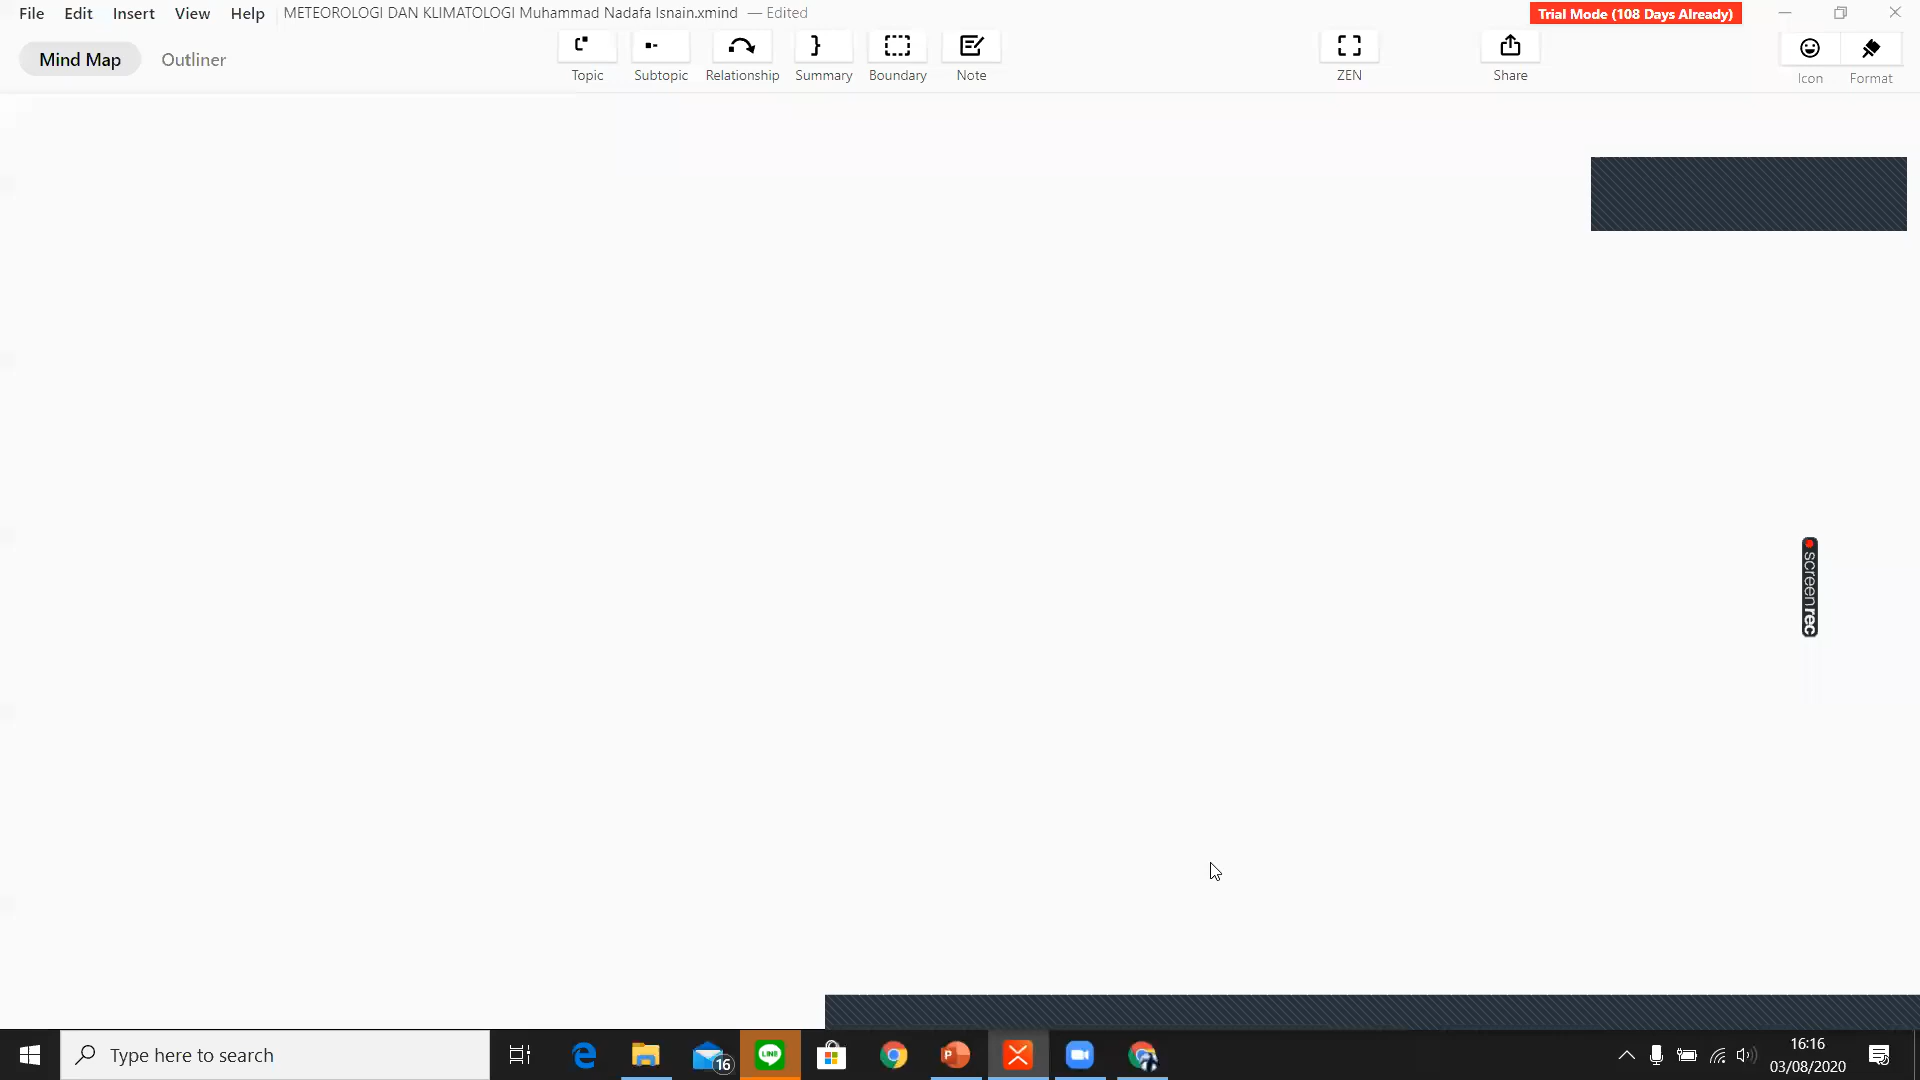 File Edit Insert View Help METEOROLOGI DAN KLIMATOLOGI Muhammad Nadafa Isnain.xmind — Edited Trial Mode (108 Days Already)
Mind Map Outliner
Topic Subtopic Relationship Summary Boundary Note ZEN Share Icon Format
screenrec
Type here to search 16 LINE P 16:16
03/08/2020